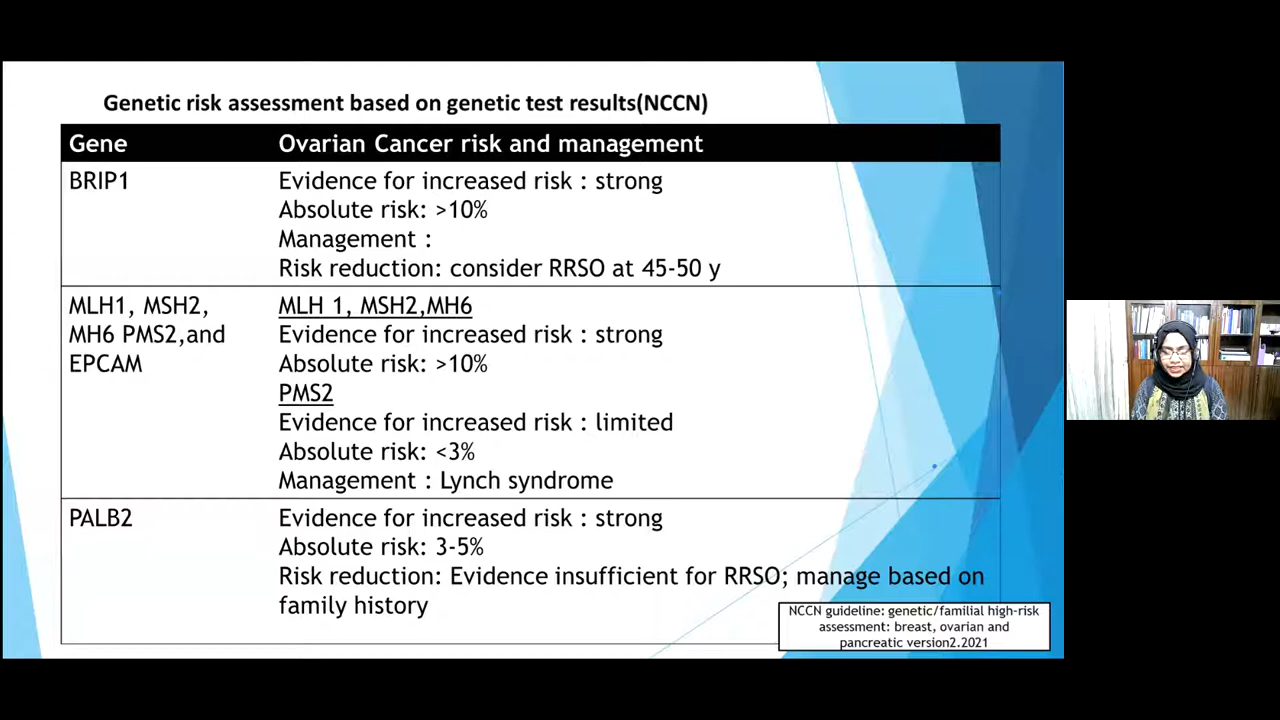 Genetic risk assessment based on genetic test results(NCCN)
Gene
Ovarian Cancer risk and management
BRIP1
Evidence for increased risk : strong
Absolute risk: >10%
Management :
Risk reduction: consider RRSO at 45-50 y
MLH1, MSH2,
MH6 PMS2,and
EPCAM
MLH 1, MSH2,MH6
Evidence for increased risk : strong
Absolute risk: >10%
PMS2
Evidence for increased risk : limited
Absolute risk: <3%
Management : Lynch syndrome
PALB2
Evidence for increased risk : strong
Absolute risk: 3-5%
Risk reduction: Evidence insufficient for RRSO; manage based on
family history
NCCN guideline: genetic/familial high-risk
assessment: breast, ovarian and
pancreatic version2.2021